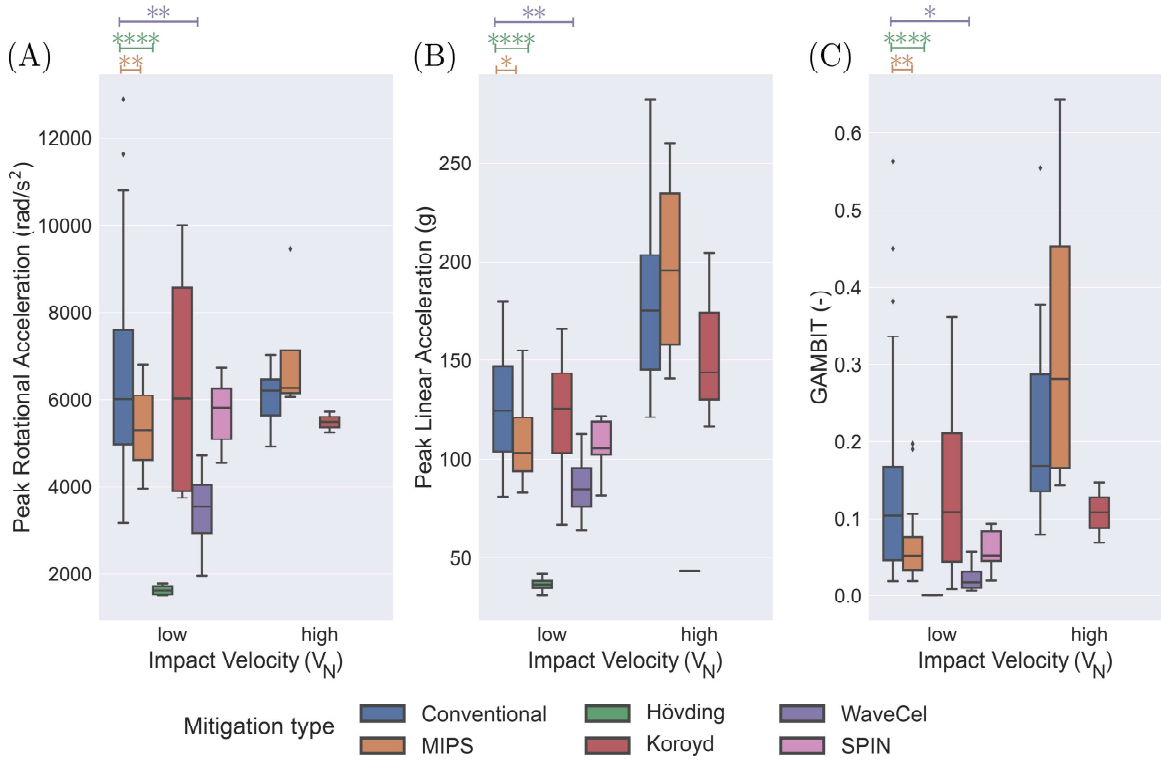 ** ** *
**** **** ****
(A) ** (B) * (C) **
12000
10000
8000
6000
4000
2000
Peak Rotational Acceleration (rad/s²)
low high
Impact Velocity (V_N)
250
200
150
100
50
Peak Linear Acceleration (g)
low high
Impact Velocity (V_N)
0.6
0.5
0.4
0.3
0.2
0.1
0.0
GAMBIT (-)
low high
Impact Velocity (V_N)
Mitigation type
Conventional Hövding WaveCel
MIPS Koroyd SPIN